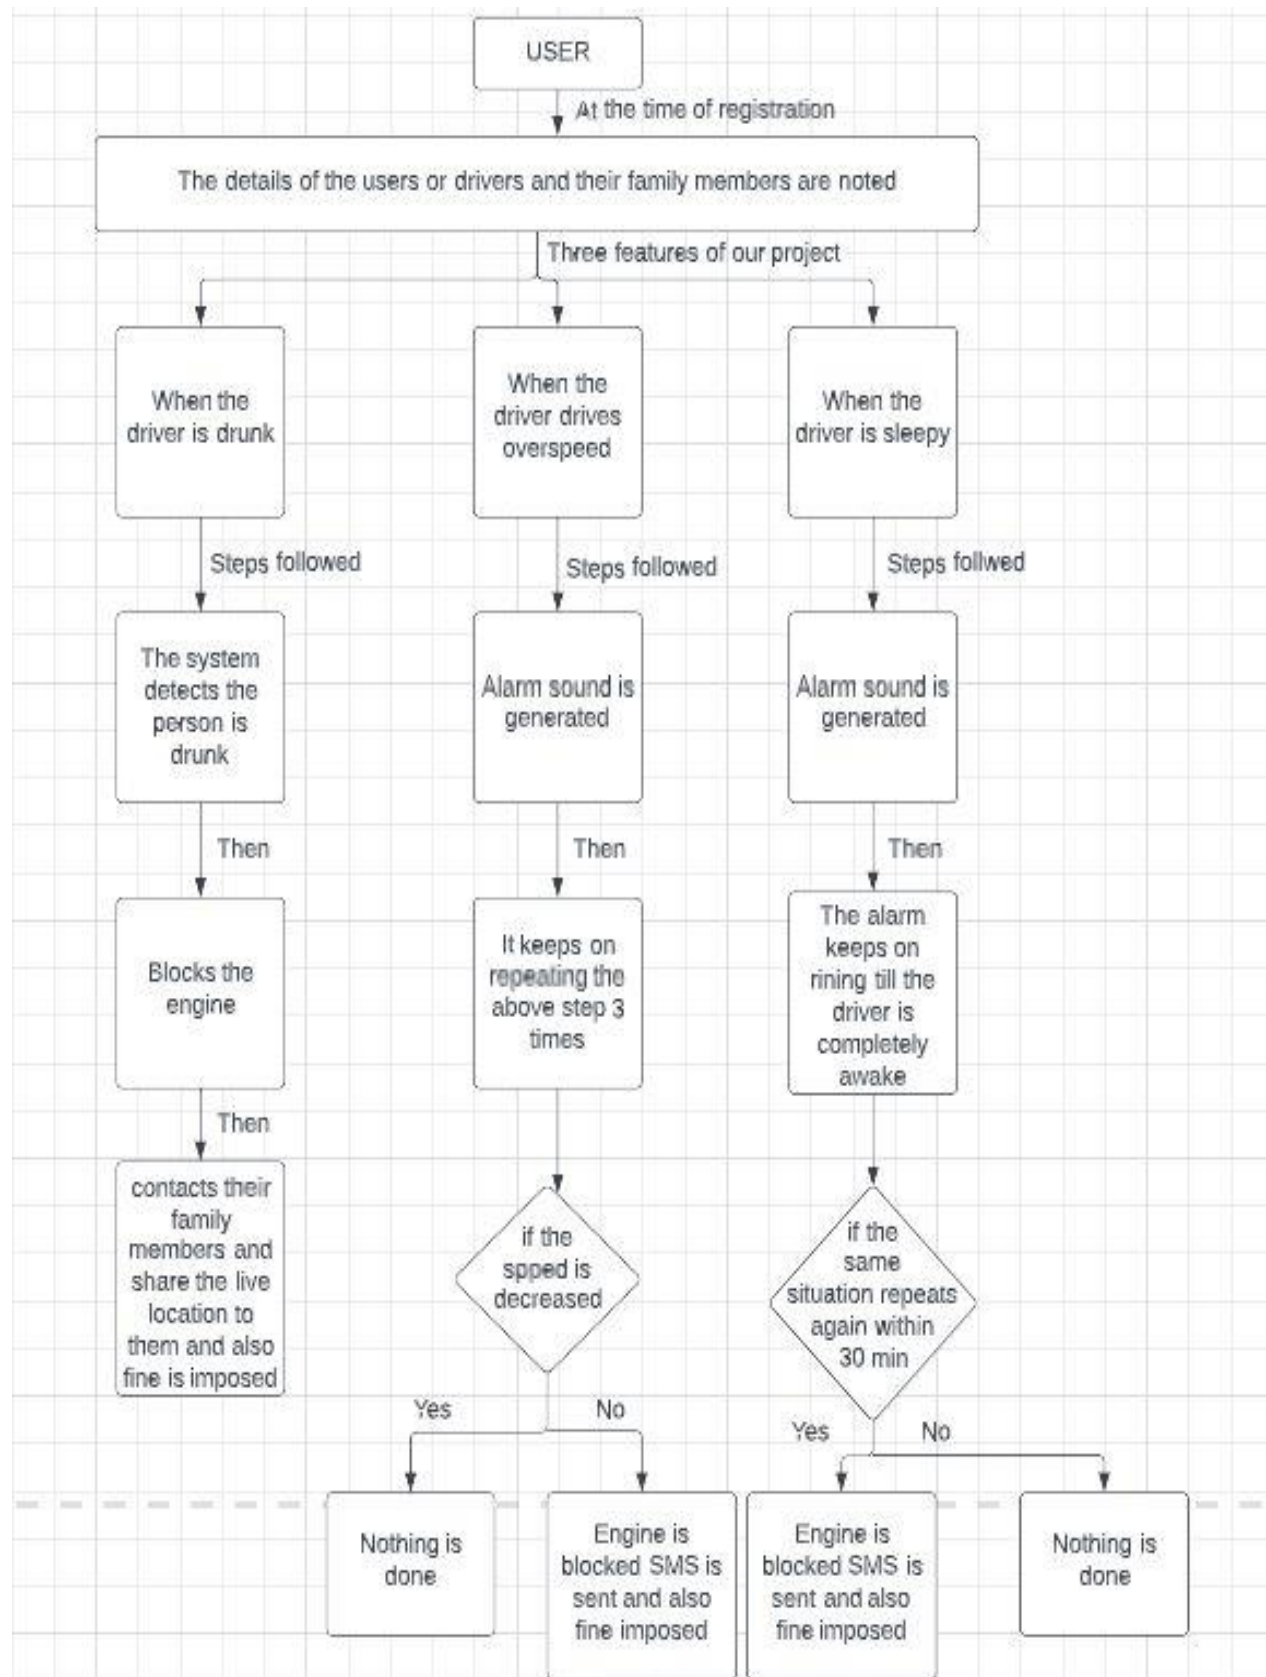 USER
At the time of registration
The details of the users or drivers and their family members are noted
Three features of our project
When the
driver is drunk
When the
driver drives
overspeed
When the
driver is sleepy
Steps followed
Steps followed
Steps follwed
The system
detects the
person is
drunk
Alarm sound is
generated
Alarm sound is
generated
Then
Then
Then
Blocks the
engine
It keeps on
repeating the
above step 3
times
The alarm
keeps on
rining till the
driver is
completely
awake
Then
contacts their
family
members and
share the live
location to
them and also
fine is imposed
if the
spped is
decreased
if the
same
situation repeats
again within
30 min
Yes
No
Yes
No
Nothing is
done
Engine is
blocked SMS is
sent and also
fine imposed
Engine is
blocked SMS is
sent and also
fine imposed
Nothing is
done